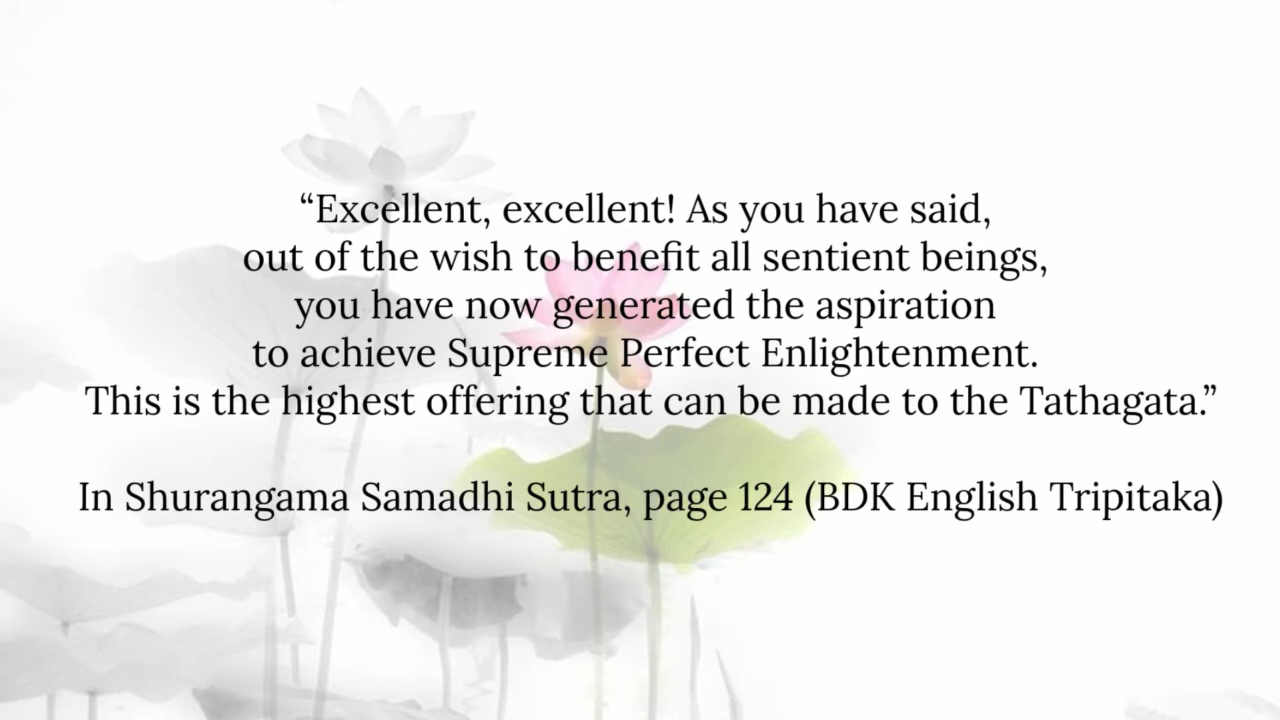 “Excellent, excellent! As you have said,
out of the wish to benefit all sentient beings,
you have now generated the aspiration
to achieve Supreme Perfect Enlightenment.
This is the highest offering that can be made to the Tathagata.”
In Shurangama Samadhi Sutra, page 124 (BDK English Tripitaka)